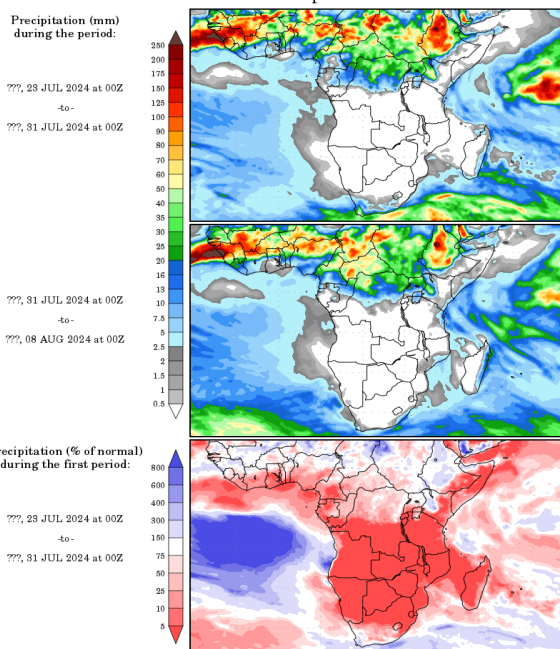 Precipitation (mm)
during the period:
250
200
175
150
125
100
90
80
70
60
50
40
35
30
25
20
16
13
10
7.5
5
2.5
2
1.5
1
0.5
???, 23 JUL 2024 at 00Z
-to-
???, 31 JUL 2024 at 00Z
???, 31 JUL 2024 at 00Z
-to-
???, 08 AUG 2024 at 00Z
recipitation (% of normal)
during the first period:
800
600
400
300
150
75
50
25
10
5
???, 23 JUL 2024 at 00Z
-to-
???, 31 JUL 2024 at 00Z